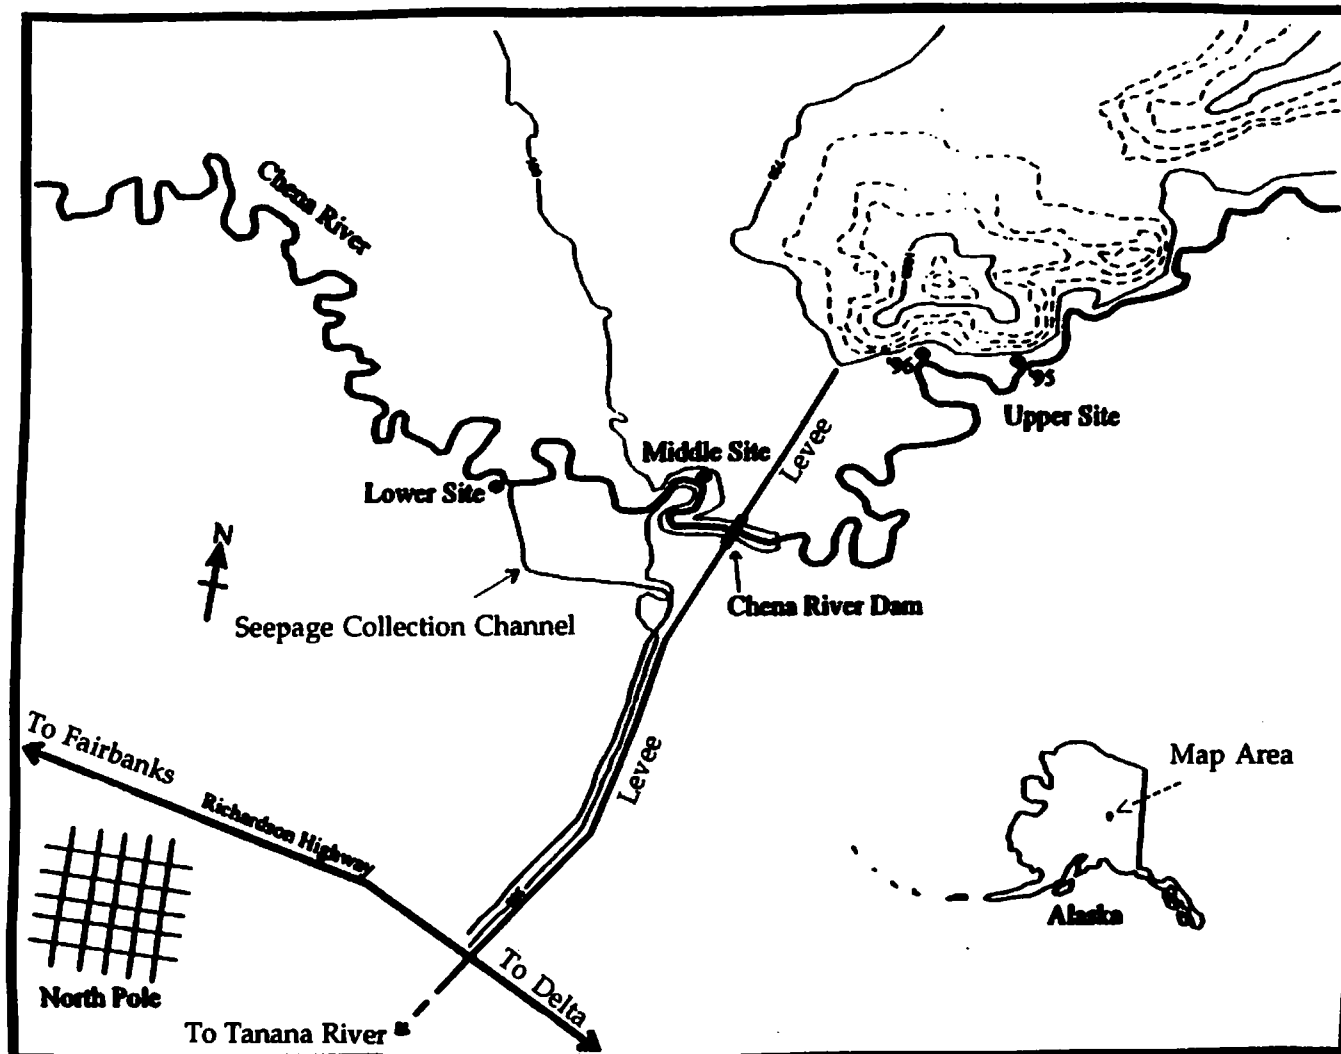 Chena River
'96
'95
Upper Site
Middle Site
Levee
Lower Site
N
Chena River Dam
Seepage Collection Channel
To Fairbanks
Richardson Highway
Levee
Map Area
Alaska
North Pole
To Delta
To Tanana River